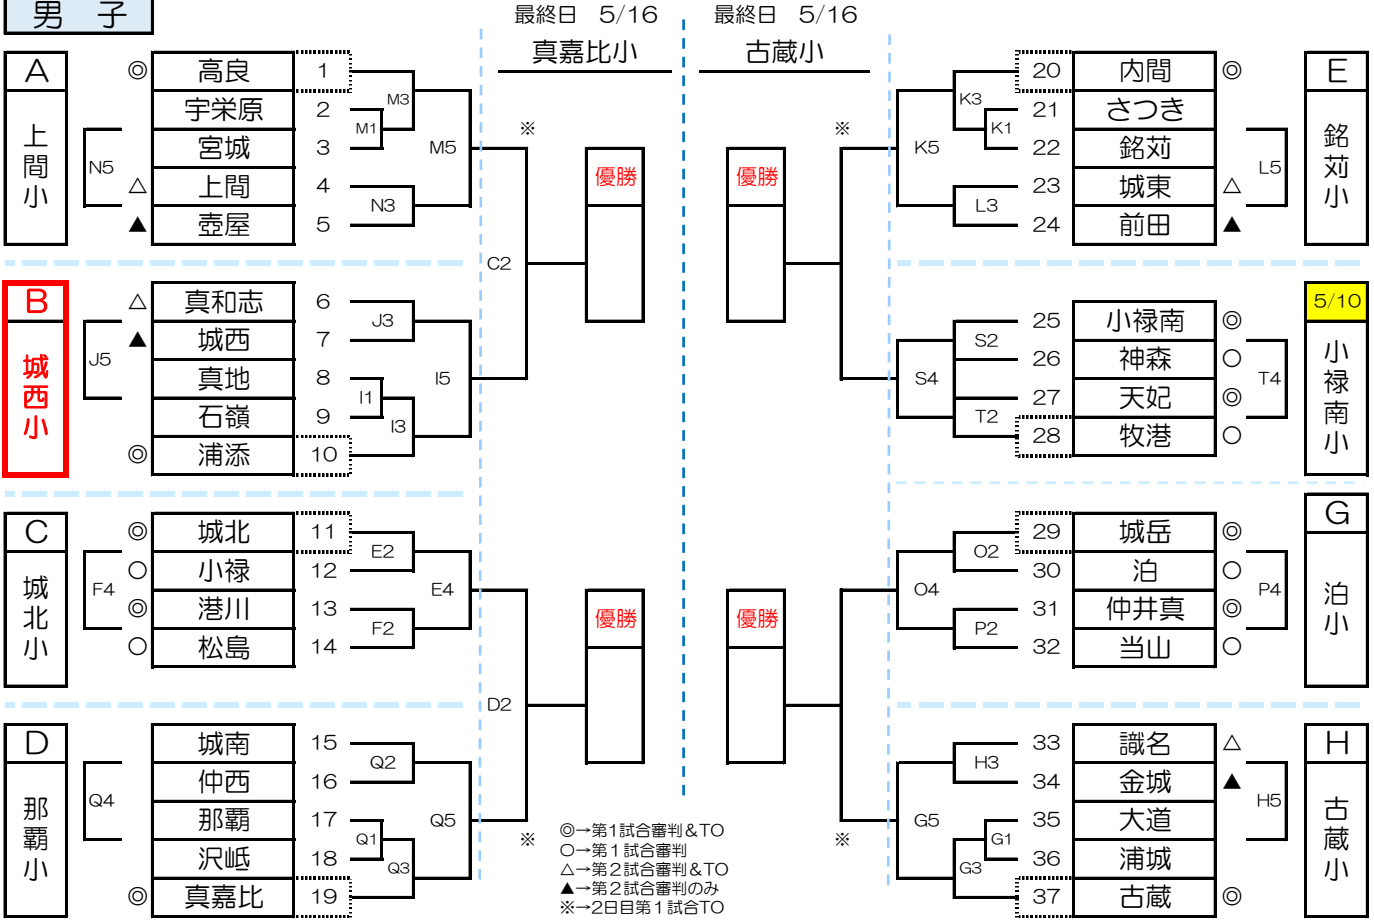 男 子
最終日 5/16
最終日 5/16
真嘉比小
古蔵小
A
上間小
N5
◎ 高良 1
宇栄原 2
宮城 3
△ 上間 4
▲ 壺屋 5
M3
M1
M5
N3
B
城西小
J5
△ 真和志 6
▲ 城西 7
真地 8
石嶺 9
◎ 浦添 10
J3
I5
I1
I3
C
城北小
F4
◎ 城北 11
○ 小禄 12
◎ 港川 13
○ 松島 14
E2
E4
F2
D
那覇小
Q4
城南 15
仲西 16
那覇 17
沢岻 18
◎ 真嘉比 19
Q2
Q5
Q1
Q3
※
C2
優勝
優勝
D2
※
※
優勝
優勝
※
◎→第1試合審判&TO
○→第1試合審判
△→第2試合審判&TO
▲→第2試合審判のみ
※→2日目第1試合TO
K3
K1
K5
L3
20 内間 ◎
21 さつき
22 銘苅
23 城東 △
24 前田 ▲
L5
E
銘苅小
S2
S4
T2
25 小禄南 ◎
26 神森 ○
27 天妃 ◎
28 牧港 ○
T4
5/10
小禄南小
O2
O4
P2
29 城岳 ◎
30 泊 ○
31 仲井真 ◎
32 当山 ○
P4
G
泊小
H3
G5
G1
G3
33 識名 △
34 金城 ▲
35 大道
36 浦城
37 古蔵 ◎
H5
H
古蔵小